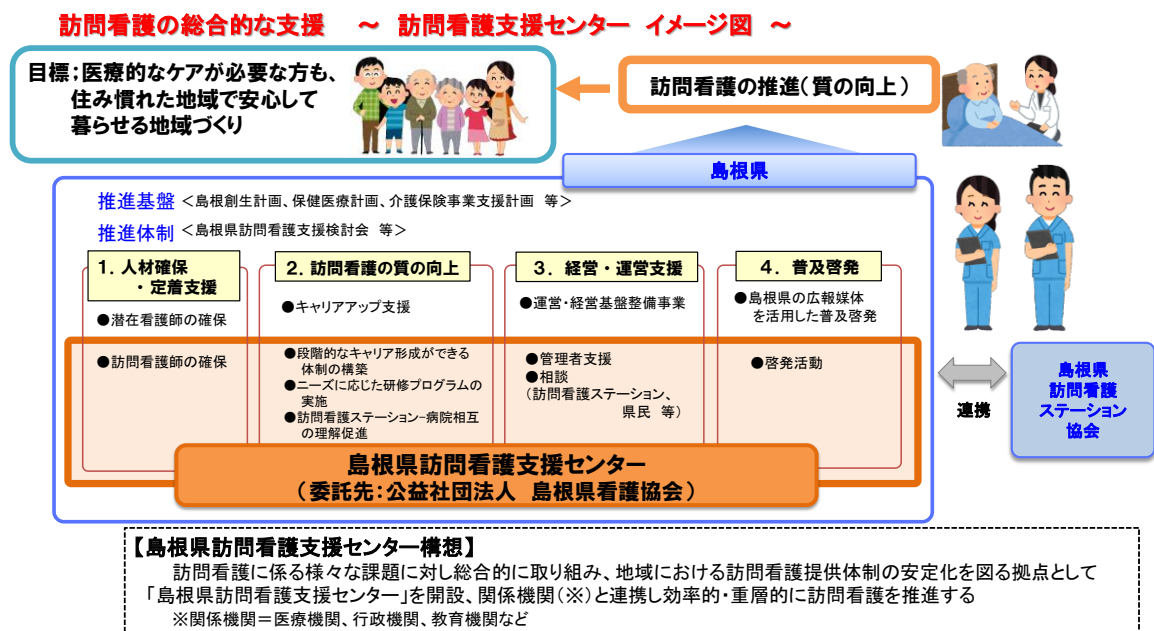 訪問看護の総合的な支援 ～ 訪問看護支援センター イメージ図 ～
目標；医療的なケアが必要な方も、
住み慣れた地域で安心して
暮らせる地域づくり
訪問看護の推進（質の向上）
島根県
推進基盤 ＜島根創生計画、保健医療計画、介護保険事業支援計画 等＞
推進体制 ＜島根県訪問看護支援検討会 等＞
１．人材確保
・定着支援
●潜在看護師の確保
●訪問看護師の確保
２．訪問看護の質の向上
●キャリアアップ支援
●段階的なキャリア形成ができる
体制の構築
●ニーズに応じた研修プログラムの
実施
●訪問看護ステーション-病院相互
の理解促進
３．経営・運営支援
●運営・経営基盤整備事業
●管理者支援
●相談
（訪問看護ステーション、
県民 等）
４．普及啓発
●島根県の広報媒体
を活用した普及啓発
●啓発活動
島根県訪問看護支援センター
（委託先：公益社団法人 島根県看護協会）
連携
島根県
訪問看護
ステーション
協会
【島根県訪問看護支援センター構想】
訪問看護に係る様々な課題に対し総合的に取り組み、地域における訪問看護提供体制の安定化を図る拠点として
「島根県訪問看護支援センター」を開設、関係機関（※）と連携し効率的・重層的に訪問看護を推進する
※関係機関＝医療機関、行政機関、教育機関など